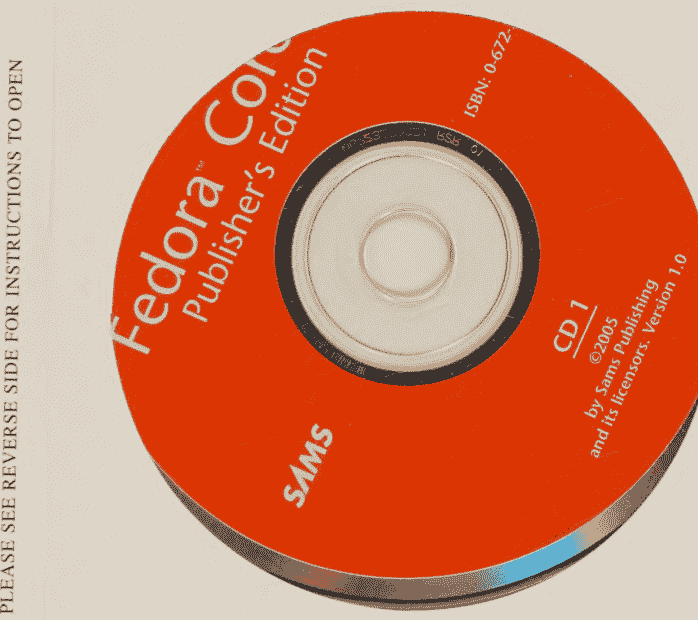 PLEASE SEE REVERSE SIDE FOR INSTRUCTIONS TO OPEN
Fedora™ Core
Publisher's Edition
ISBN: 0-672-
CD 1
©2005
by Sams Publishing
and its licensors. Version 1.0
SAMS